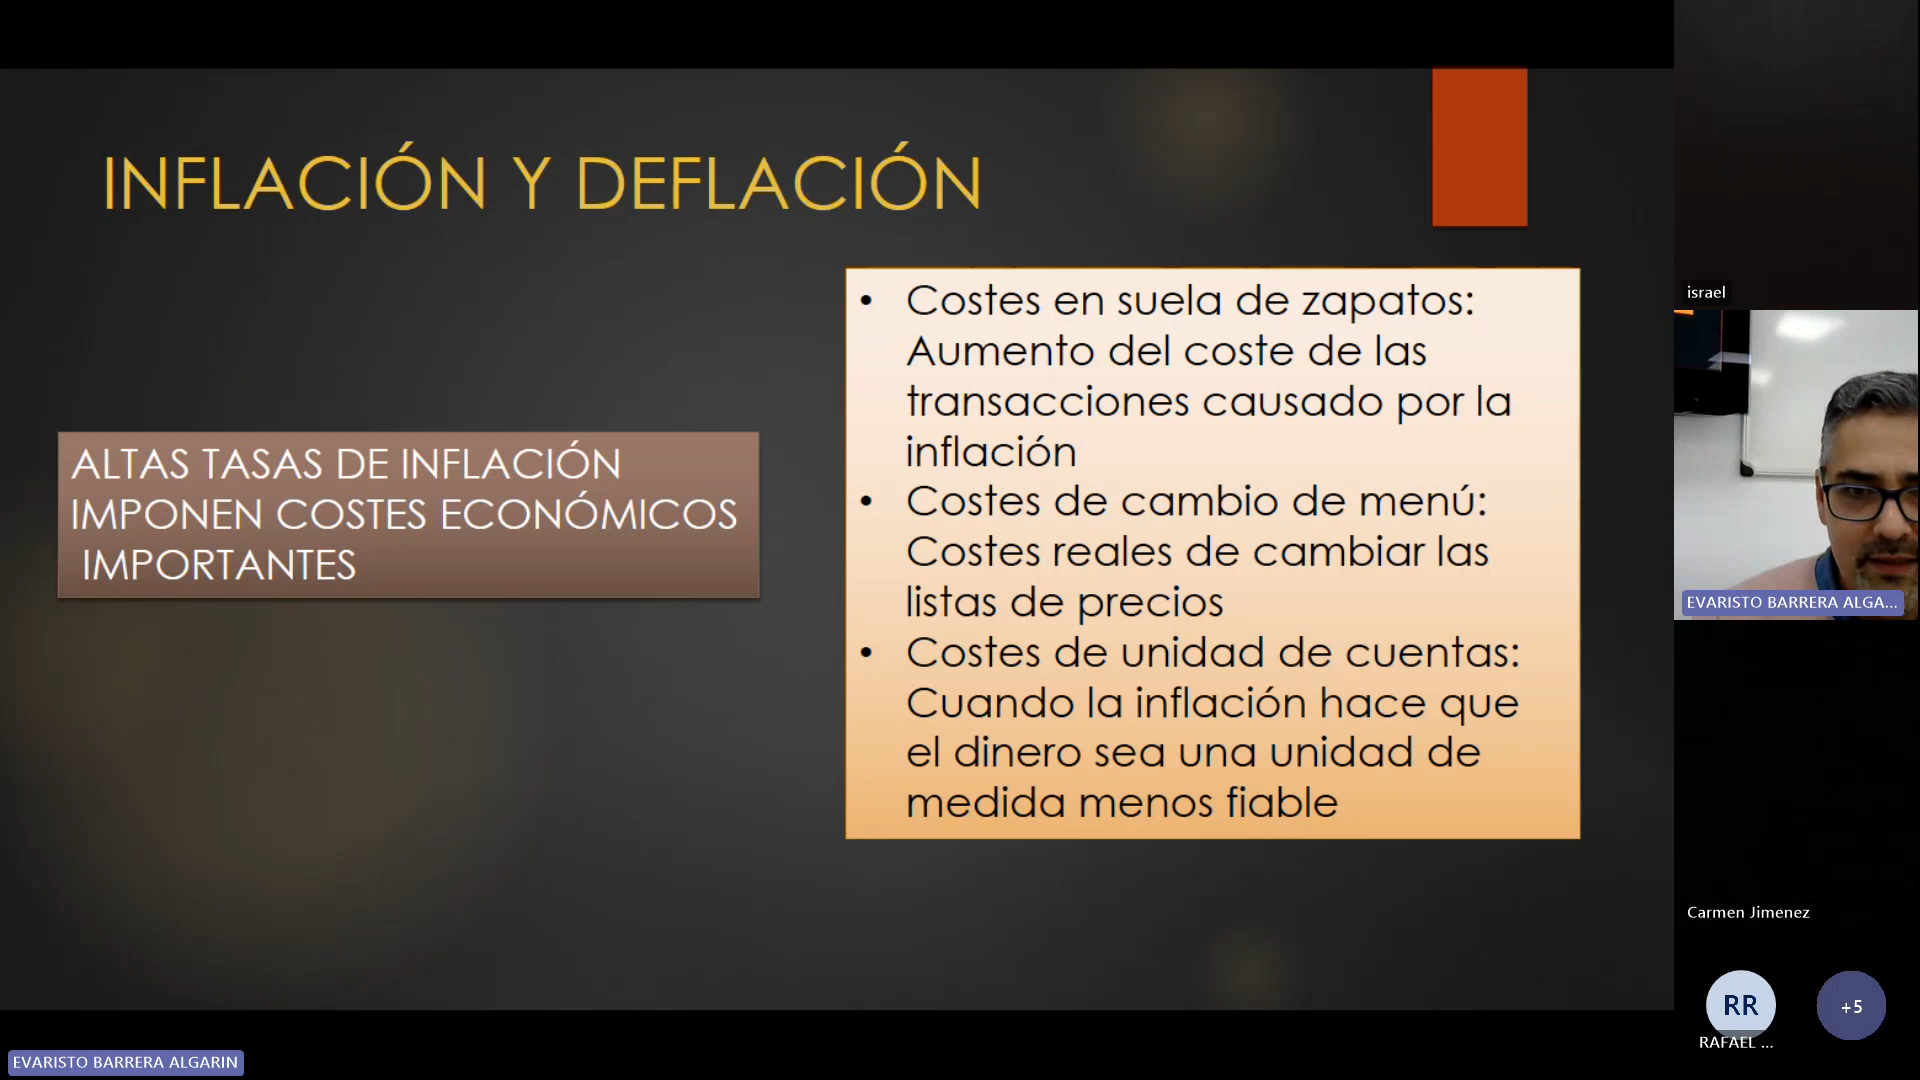 INFLACIÓN Y DEFLACIÓN
ALTAS TASAS DE INFLACIÓN
IMPONEN COSTES ECONÓMICOS
IMPORTANTES
• Costes en suela de zapatos:
Aumento del coste de las
transacciones causado por la
inflación
• Costes de cambio de menú:
Costes reales de cambiar las
listas de precios
• Costes de unidad de cuentas:
Cuando la inflación hace que
el dinero sea una unidad de
medida menos fiable
israel
EVARISTO BARRERA ALGA...
Carmen Jimenez
RR
+5
RAFAEL ...
EVARISTO BARRERA ALGARIN